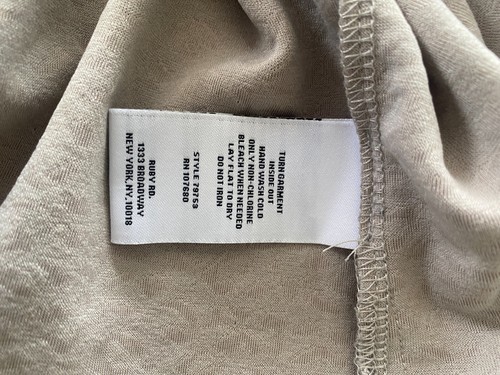 TURN GARMENT
INSIDE OUT
HAND WASH COLD
ONLY NON-CHLORINE
BLEACH WHEN NEEDED
LAY FLAT TO DRY
DO NOT IRON
STYLE 79753
RN 107680
RUBY RD.
1333 BROADWAY
NEW YORK.NY.10018